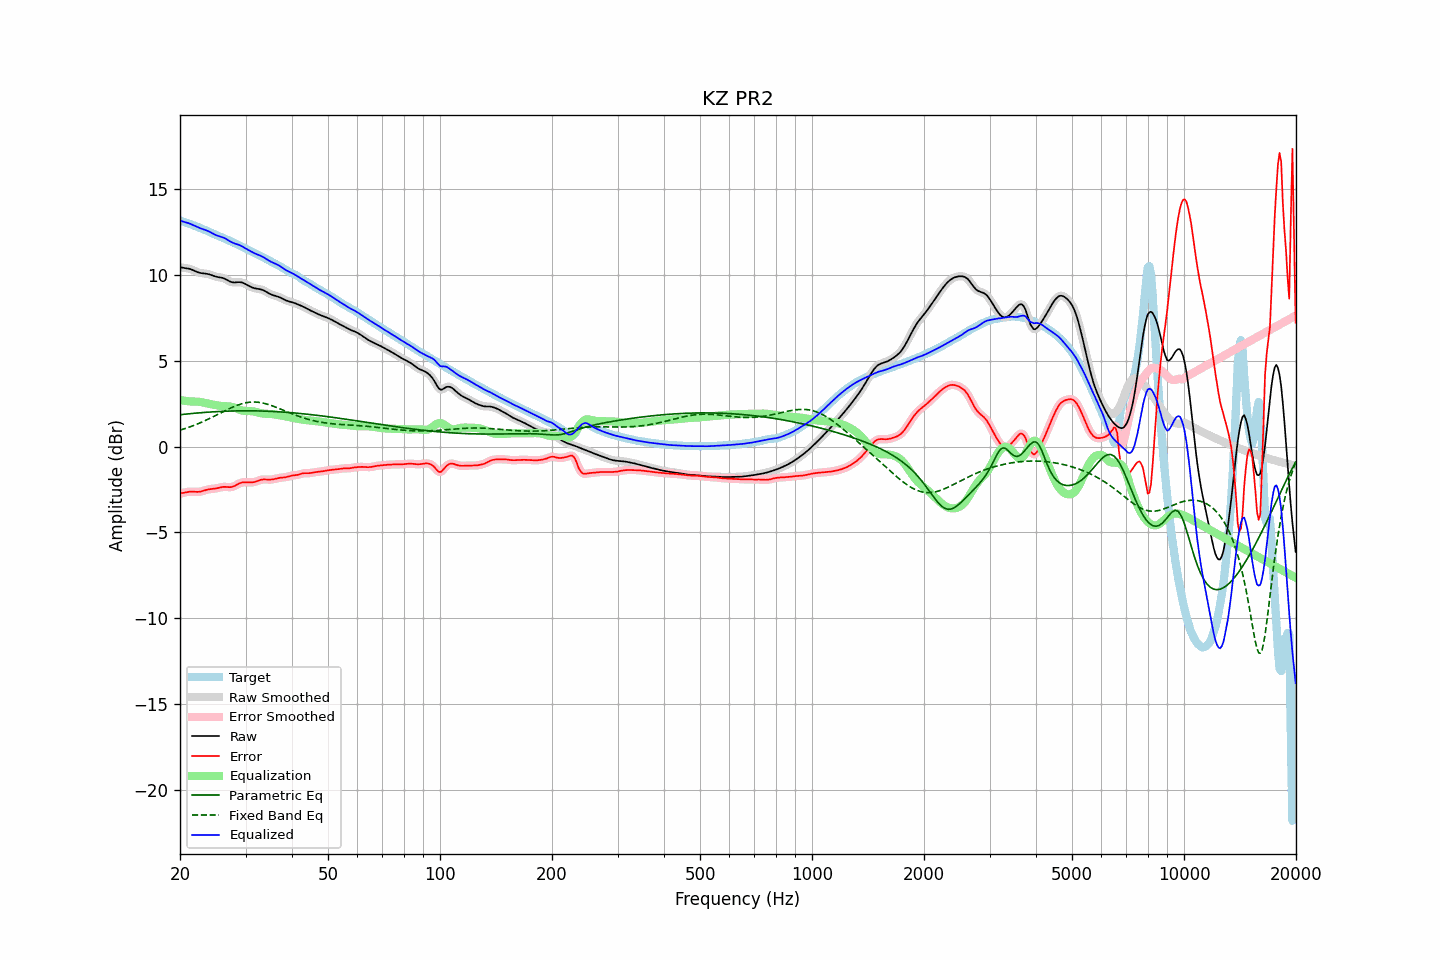 KZ PR2
Amplitude (dBr)
15
10
5
0
−5
−10
−15
−20
Target
Raw Smoothed
Error Smoothed
Raw
Error
Equalization
Parametric Eq
Fixed Band Eq
Equalized
20 50 100 200 500 1000 2000 5000 10000 20000
Frequency (Hz)